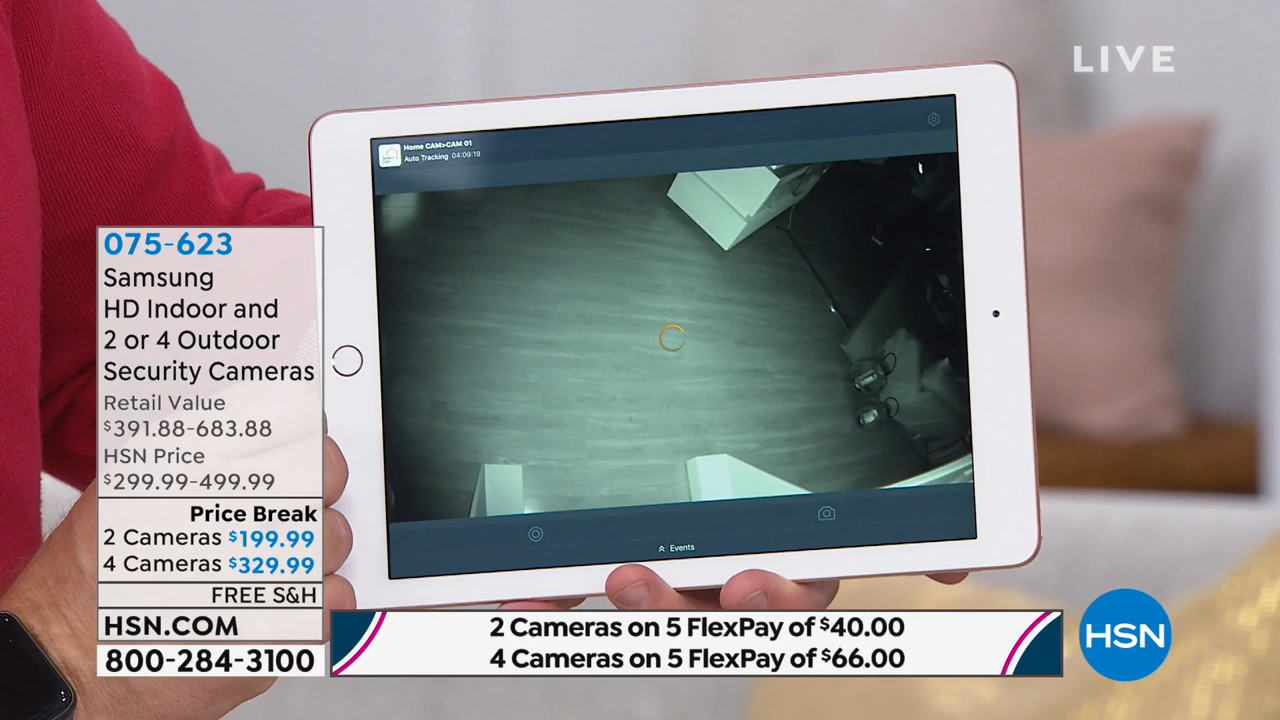 LIVE
Home CAM>CAM 01
Auto Tracking 04:09:19
075-623
Samsung
HD Indoor and
2 or 4 Outdoor
Security Cameras
Retail Value
$391.88-683.88
HSN Price
$299.99-499.99
Price Break
2 Cameras $199.99
4 Cameras $329.99
FREE S&H
HSN.COM
800-284-3100
Events
2 Cameras on 5 FlexPay of $40.00
4 Cameras on 5 FlexPay of $66.00
HSN